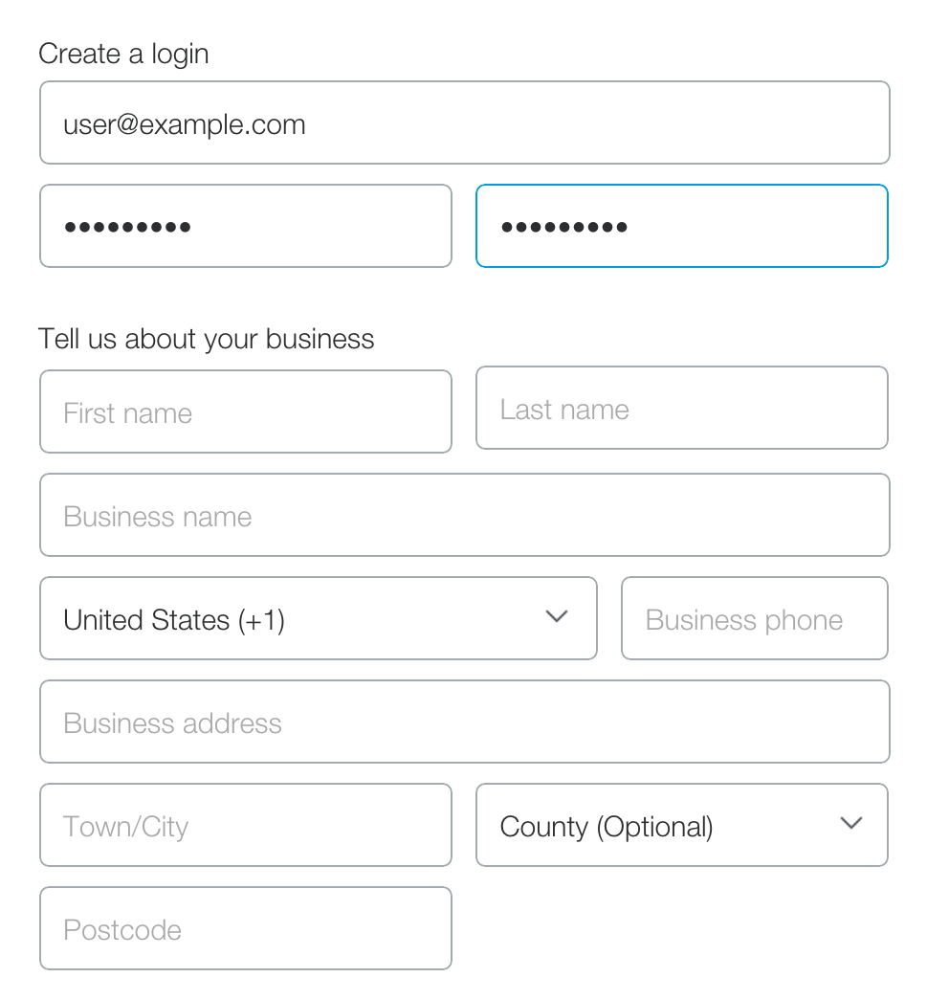 Create a login
user@example.com
••••••••• •••••••••
Tell us about your business
First name Last name
Business name
United States (+1) Business phone
Business address
Town/City County (Optional)
Postcode